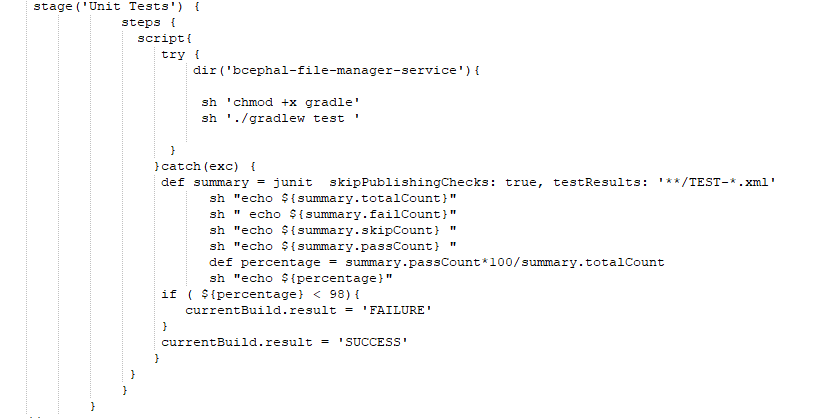 stage('Unit Tests') {
steps {
script{
try {
dir('bcephal-file-manager-service'){
sh 'chmod +x gradle'
sh './gradlew test '
}
}catch(exc) {
def summary = junit  skipPublishingChecks: true, testResults: '**/TEST-*.xml'
sh "echo ${summary.totalCount}"
sh " echo ${summary.failCount}"
sh "echo ${summary.skipCount} "
sh "echo ${summary.passCount} "
def percentage = summary.passCount*100/summary.totalCount
sh "echo ${percentage}"
if ( ${percentage} < 98){
currentBuild.result = 'FAILURE'
}
currentBuild.result = 'SUCCESS'
}
}
}
}